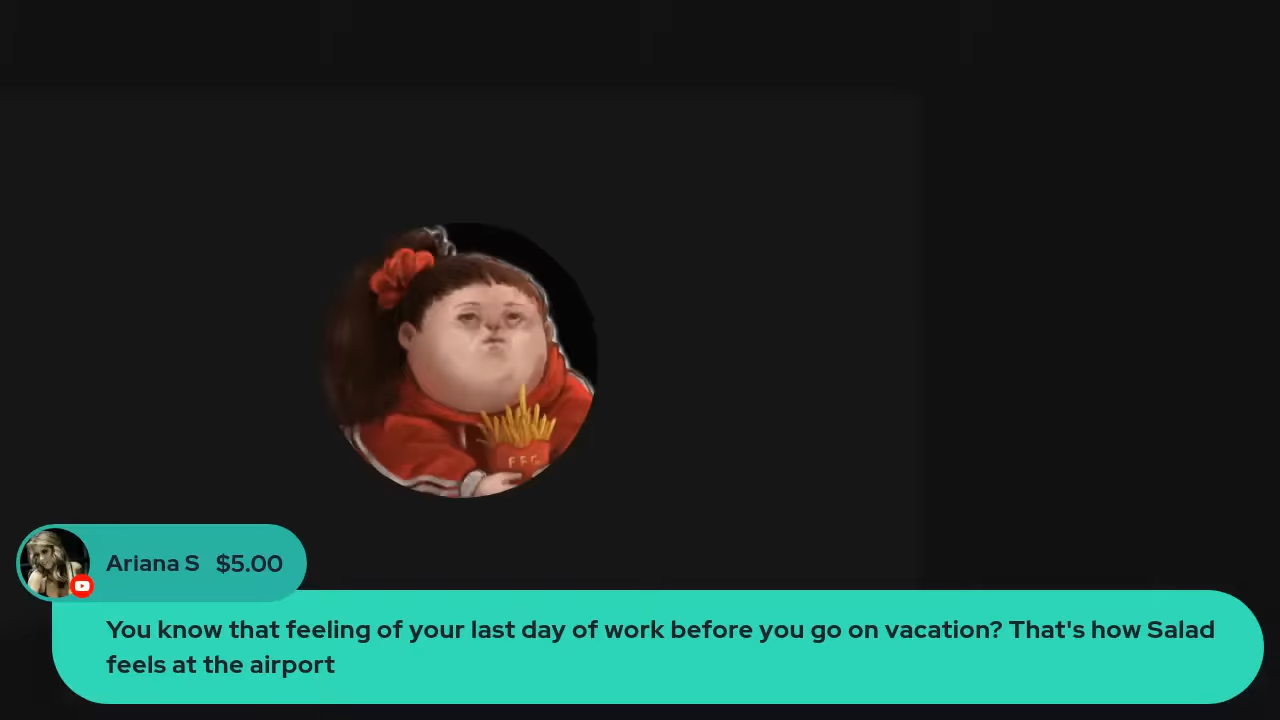 FFG
Ariana S $5.00
You know that feeling of your last day of work before you go on vacation? That's how Salad
feels at the airport